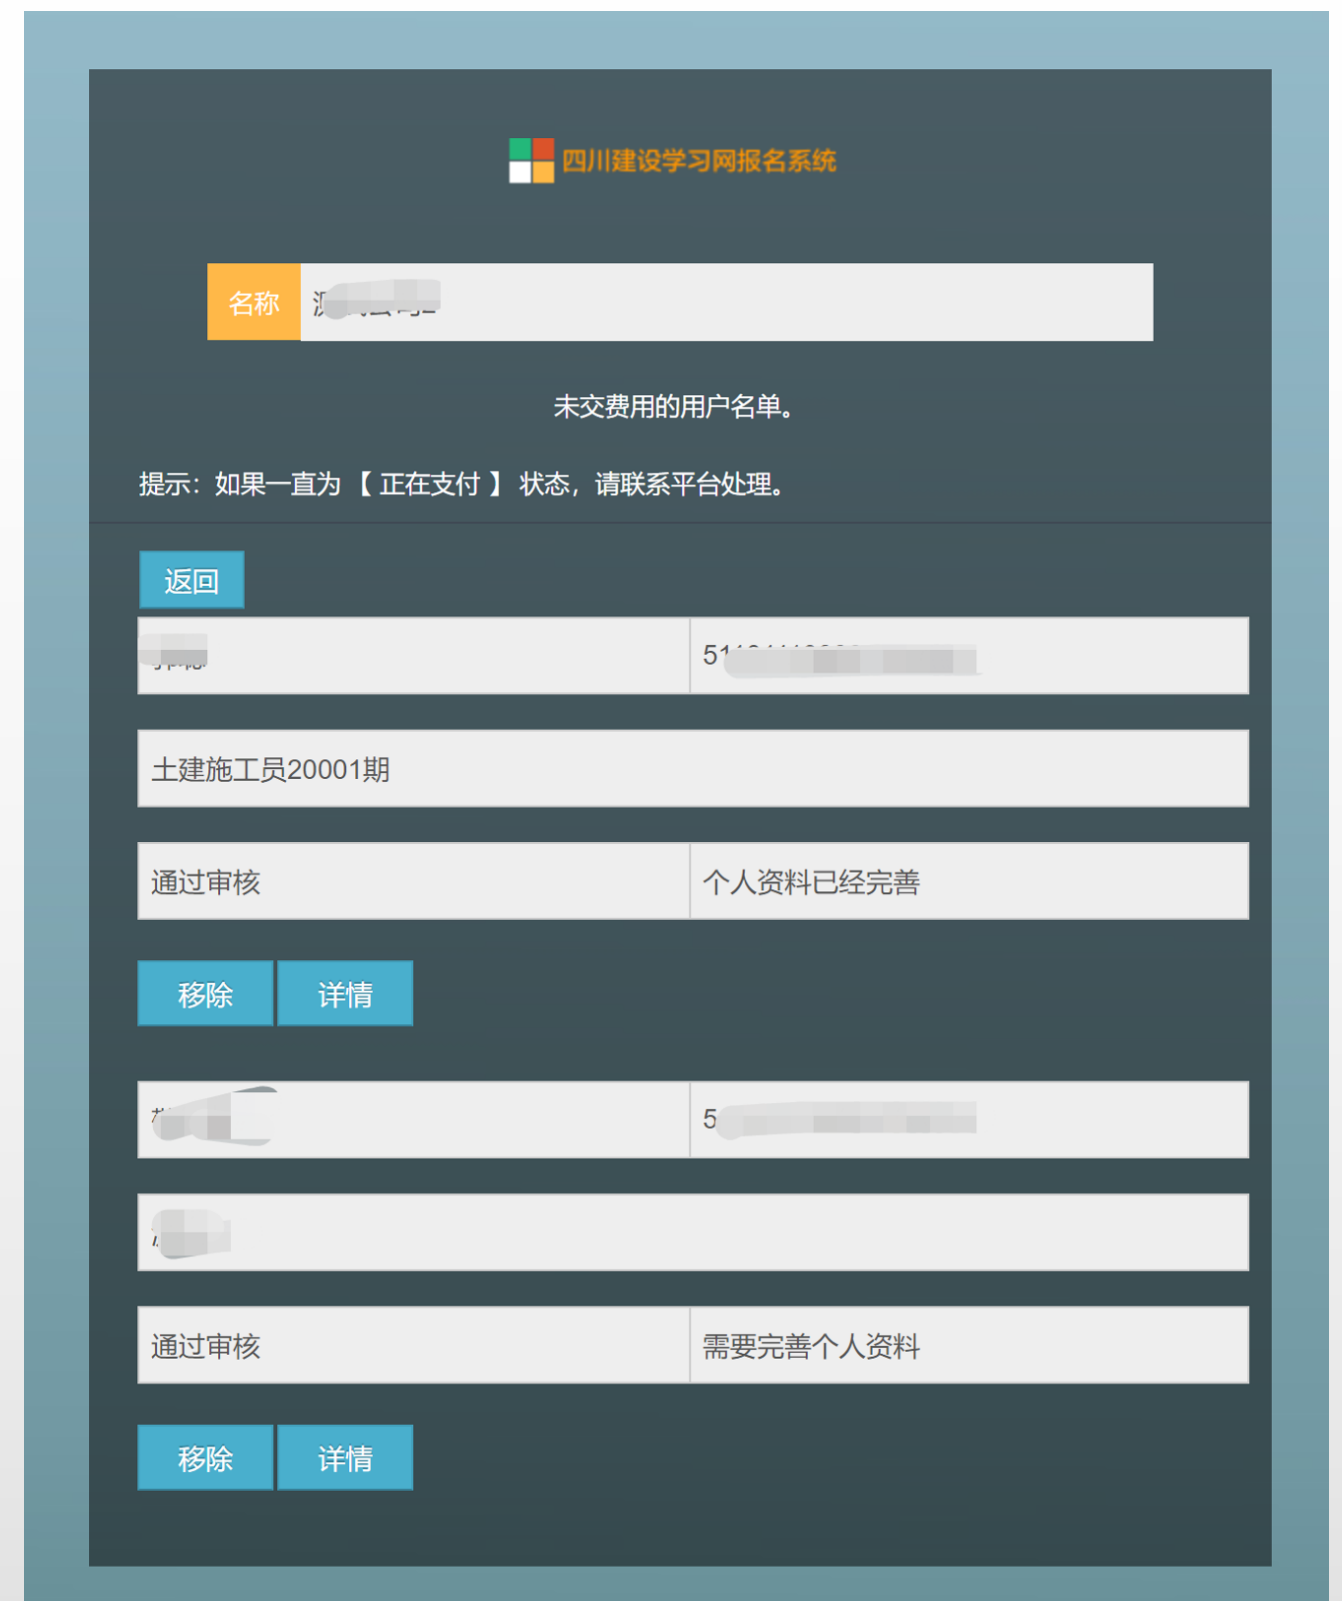 四川建设学习网报名系统
名称
未交费用的用户名单。
提示：如果一直为 【 正在支付 】 状态，请联系平台处理。
返回
51
土建施工员20001期
通过审核 个人资料已经完善
移除 详情
5
通过审核 需要完善个人资料
移除 详情